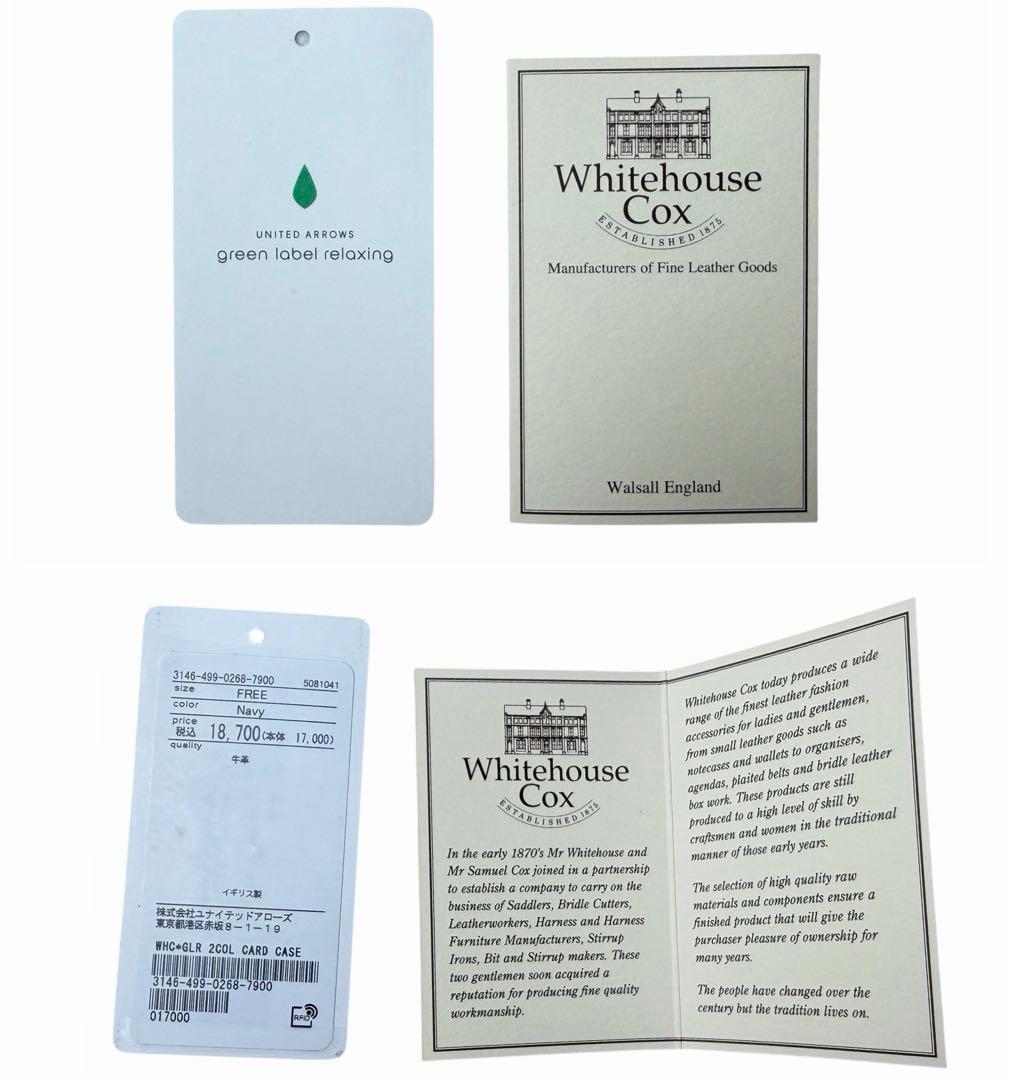 UNITED ARROWS
green label relaxing
Whitehouse
Cox
ESTABLISHED 1875
Manufacturers of Fine Leather Goods
Walsall England
3146-499-0268-7900 5081041
size FREE
color Navy
price
税込 18,700(本体 17,000)
quality
牛革
イギリス製
株式会社ユナイテッドアローズ
東京都港区赤坂8-1-19
WHC*GLR 2COL CARD CASE
3146-499-0268-7900
017000
RFID
Whitehouse
Cox
ESTABLISHED 1875
In the early 1870's Mr Whitehouse and
Mr Samuel Cox joined in a partnership
to establish a company to carry on the
business of Saddlers, Bridle Cutters,
Leatherworkers, Harness and Harness
Furniture Manufacturers, Stirrup
Irons, Bit and Stirrup makers. These
two gentlemen soon acquired a
reputation for producing fine quality
workmanship.
Whitehouse Cox today produces a wide
range of the finest leather fashion
accessories for ladies and gentlemen,
from small leather goods such as
notecases and wallets to organisers,
agendas, plaited belts and bridle leather
box work. These products are still
produced to a high level of skill by
craftsmen and women in the traditional
manner of those early years.
The selection of high quality raw
materials and components ensure a
finished product that will give the
purchaser pleasure of ownership for
many years.
The people have changed over the
century but the tradition lives on.